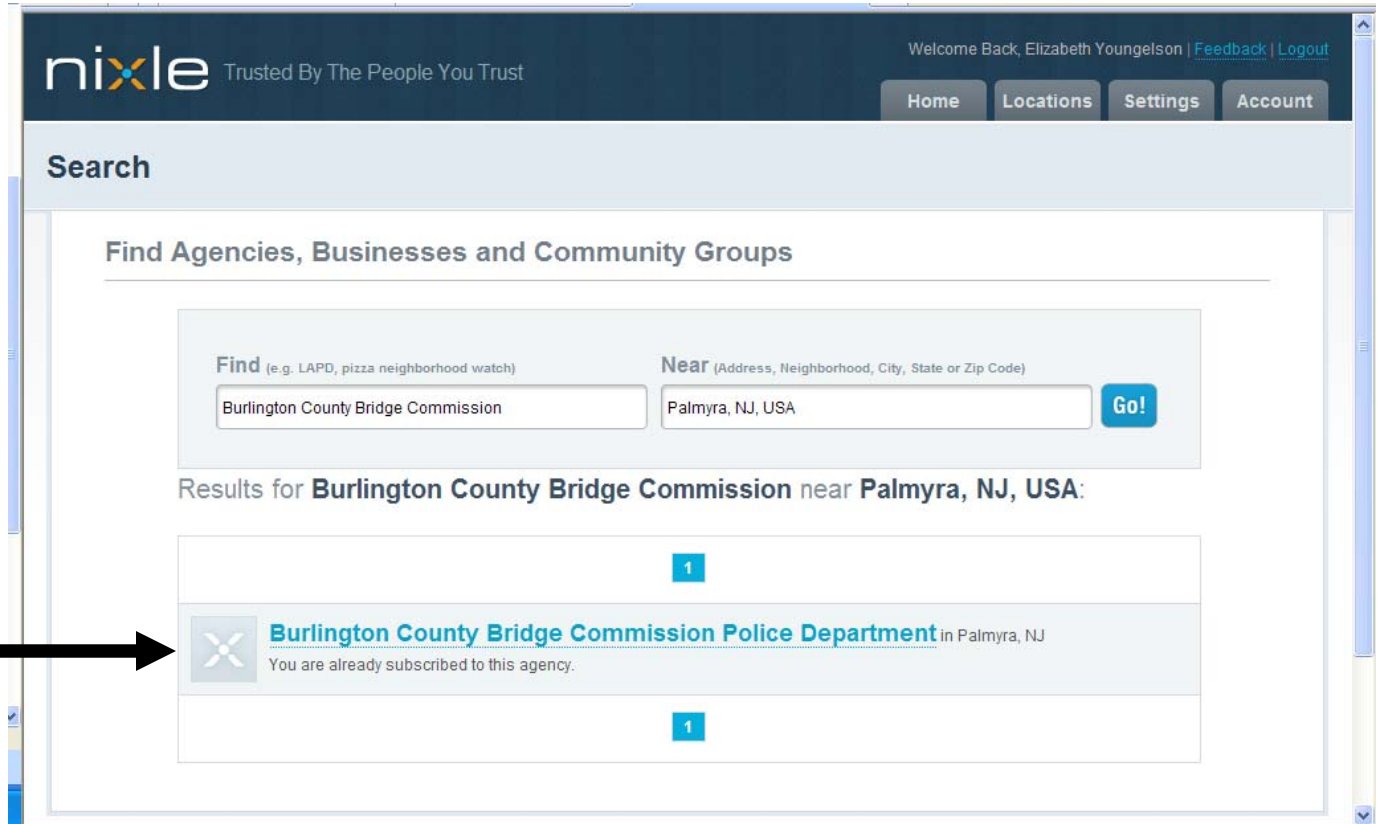 Welcome Back, Elizabeth Youngelson | Feedback | Logout
nixle Trusted By The People You Trust
Home Locations Settings Account
Search
Find Agencies, Businesses and Community Groups
Find (e.g. LAPD, pizza neighborhood watch) Near (Address, Neighborhood, City, State or Zip Code)
Burlington County Bridge Commission Palmyra, NJ, USA Go!
Results for Burlington County Bridge Commission near Palmyra, NJ, USA:
1
Burlington County Bridge Commission Police Department in Palmyra, NJ
You are already subscribed to this agency.
1